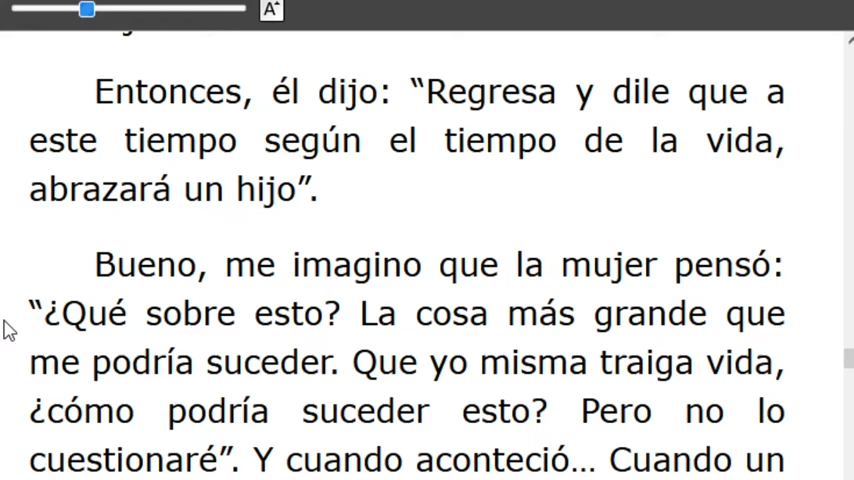 A
Entonces, él dijo: “Regresa y dile que a
este tiempo según el tiempo de la vida,
abrazará un hijo”.
Bueno, me imagino que la mujer pensó:
“¿Qué sobre esto? La cosa más grande que
me podría suceder. Que yo misma traiga vida,
¿cómo podría suceder esto? Pero no lo
cuestionaré”. Y cuando aconteció... Cuando un